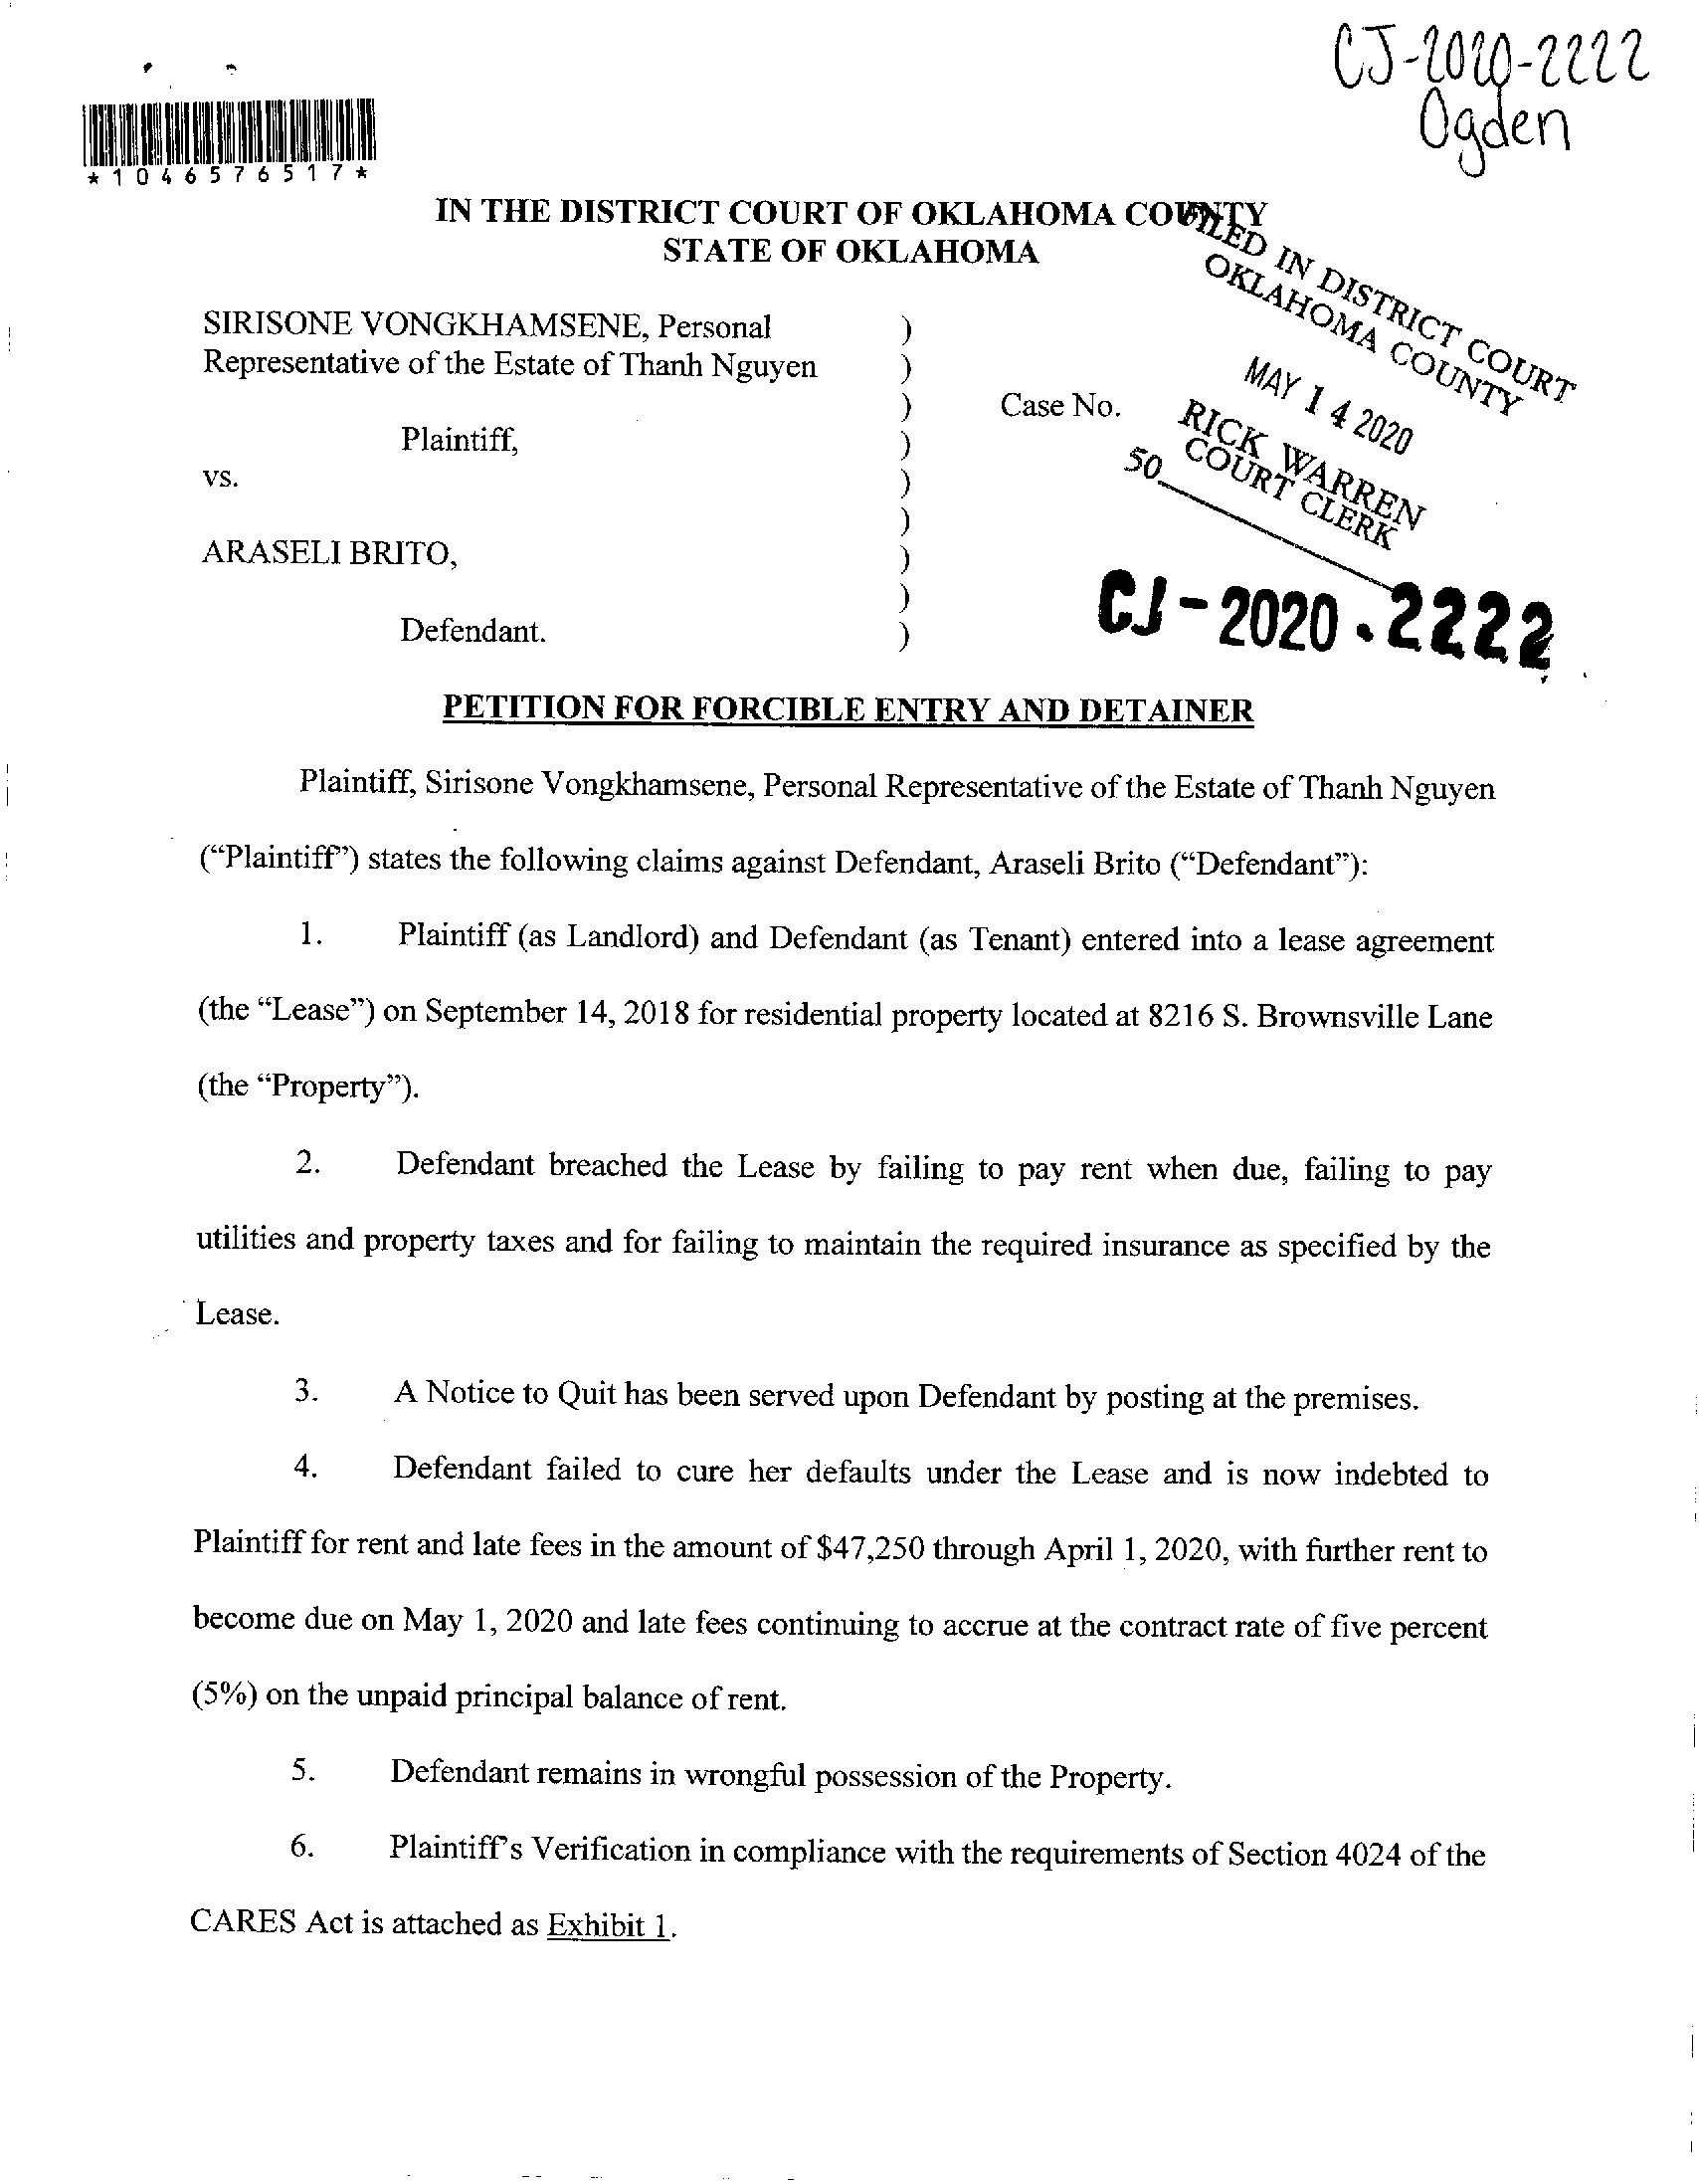 CJ-2020-2222
Ogden
*1046576517*
IN THE DISTRICT COURT OF OKLAHOMA COUNTY
STATE OF OKLAHOMA
FILED IN DISTRICT COURT
OKLAHOMA COUNTY
MAY 14 2020
RICK WARREN
COURT CLERK
50
SIRISONE VONGKHAMSENE, Personal )
Representative of the Estate of Thanh Nguyen )
) Case No.
Plaintiff, )
vs. )
)
ARASELI BRITO, )
)
Defendant. )
CJ-2020-2222
PETITION FOR FORCIBLE ENTRY AND DETAINER
Plaintiff, Sirisone Vongkhamsene, Personal Representative of the Estate of Thanh Nguyen
(“Plaintiff”) states the following claims against Defendant, Araseli Brito (“Defendant”):
1. Plaintiff (as Landlord) and Defendant (as Tenant) entered into a lease agreement
(the “Lease”) on September 14, 2018 for residential property located at 8216 S. Brownsville Lane
(the “Property”).
2. Defendant breached the Lease by failing to pay rent when due, failing to pay
utilities and property taxes and for failing to maintain the required insurance as specified by the
Lease.
3. A Notice to Quit has been served upon Defendant by posting at the premises.
4. Defendant failed to cure her defaults under the Lease and is now indebted to
Plaintiff for rent and late fees in the amount of $47,250 through April 1, 2020, with further rent to
become due on May 1, 2020 and late fees continuing to accrue at the contract rate of five percent
(5%) on the unpaid principal balance of rent.
5. Defendant remains in wrongful possession of the Property.
6. Plaintiff's Verification in compliance with the requirements of Section 4024 of the
CARES Act is attached as Exhibit 1.